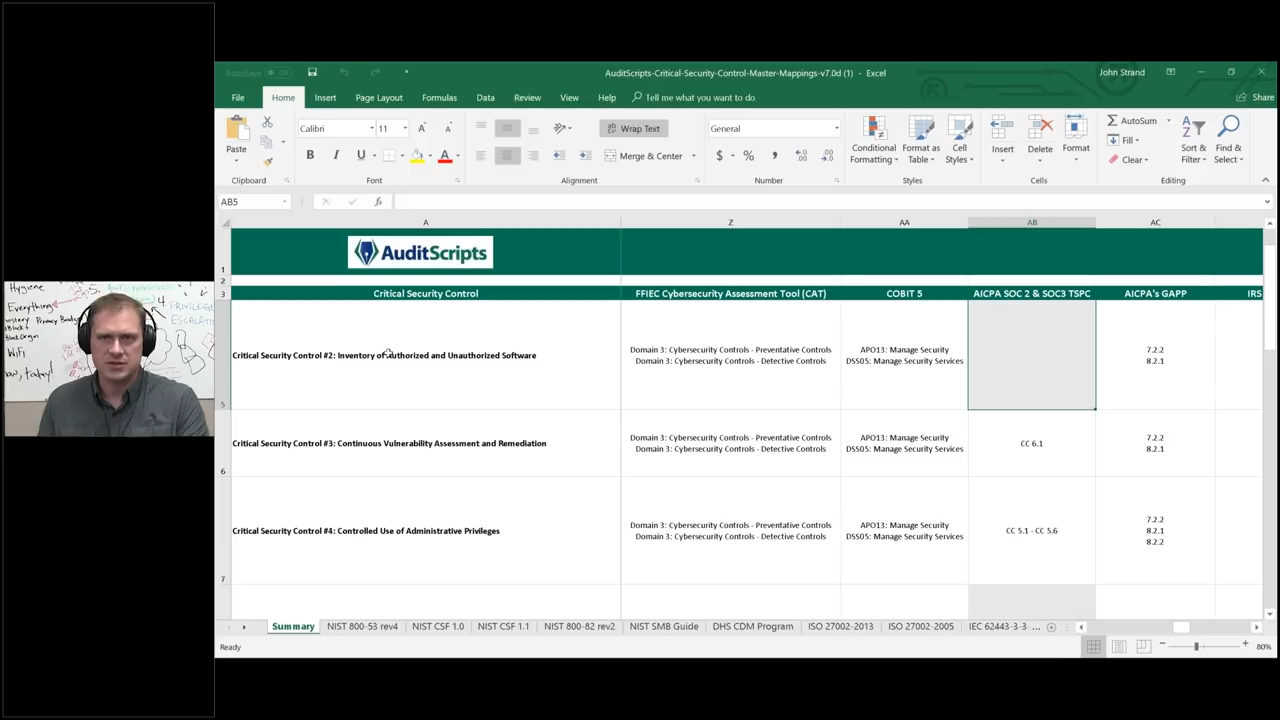 AutoSave Off
AuditScripts-Critical-Security-Control-Master-Mappings-v7.0d (1) - Excel
John Strand
File Home Insert Page Layout Formulas Data Review View Help Tell me what you want to do Share
Paste
Calibri 11
Wrap Text
General
Merge & Center
Conditional Formatting
Format as Table
Cell Styles
Insert Delete Format
AutoSum
Fill
Clear
Sort & Filter
Find & Select
Clipboard Font Alignment Number Styles Cells Editing
AB5
A Z AA AB AC
1 AuditScripts
2
3 Critical Security Control FFIEC Cybersecurity Assessment Tool (CAT) COBIT 5 AICPA SOC 2 & SOC3 TSPC AICPA's GAPP IRS
Critical Security Control #2: Inventory of Authorized and Unauthorized Software
Domain 3: Cybersecurity Controls - Preventative Controls
Domain 3: Cybersecurity Controls - Detective Controls
APO13: Manage Security
DSS05: Manage Security Services
7.2.2
8.2.1
5
Critical Security Control #3: Continuous Vulnerability Assessment and Remediation
Domain 3: Cybersecurity Controls - Preventative Controls
Domain 3: Cybersecurity Controls - Detective Controls
APO13: Manage Security
DSS05: Manage Security Services
CC 6.1
7.2.2
8.2.1
6
Critical Security Control #4: Controlled Use of Administrative Privileges
Domain 3: Cybersecurity Controls - Preventative Controls
Domain 3: Cybersecurity Controls - Detective Controls
APO13: Manage Security
DSS05: Manage Security Services
CC 5.1 - CC 5.6
7.2.2
8.2.1
8.2.2
7
Summary NIST 800-53 rev4 NIST CSF 1.0 NIST CSF 1.1 NIST 800-82 rev2 NIST SMB Guide DHS CDM Program ISO 27002-2013 ISO 27002-2005 IEC 62443-3-3 ...
Ready
80%
Hygiene
Everything
WiFi
today!
PRIVILEGE